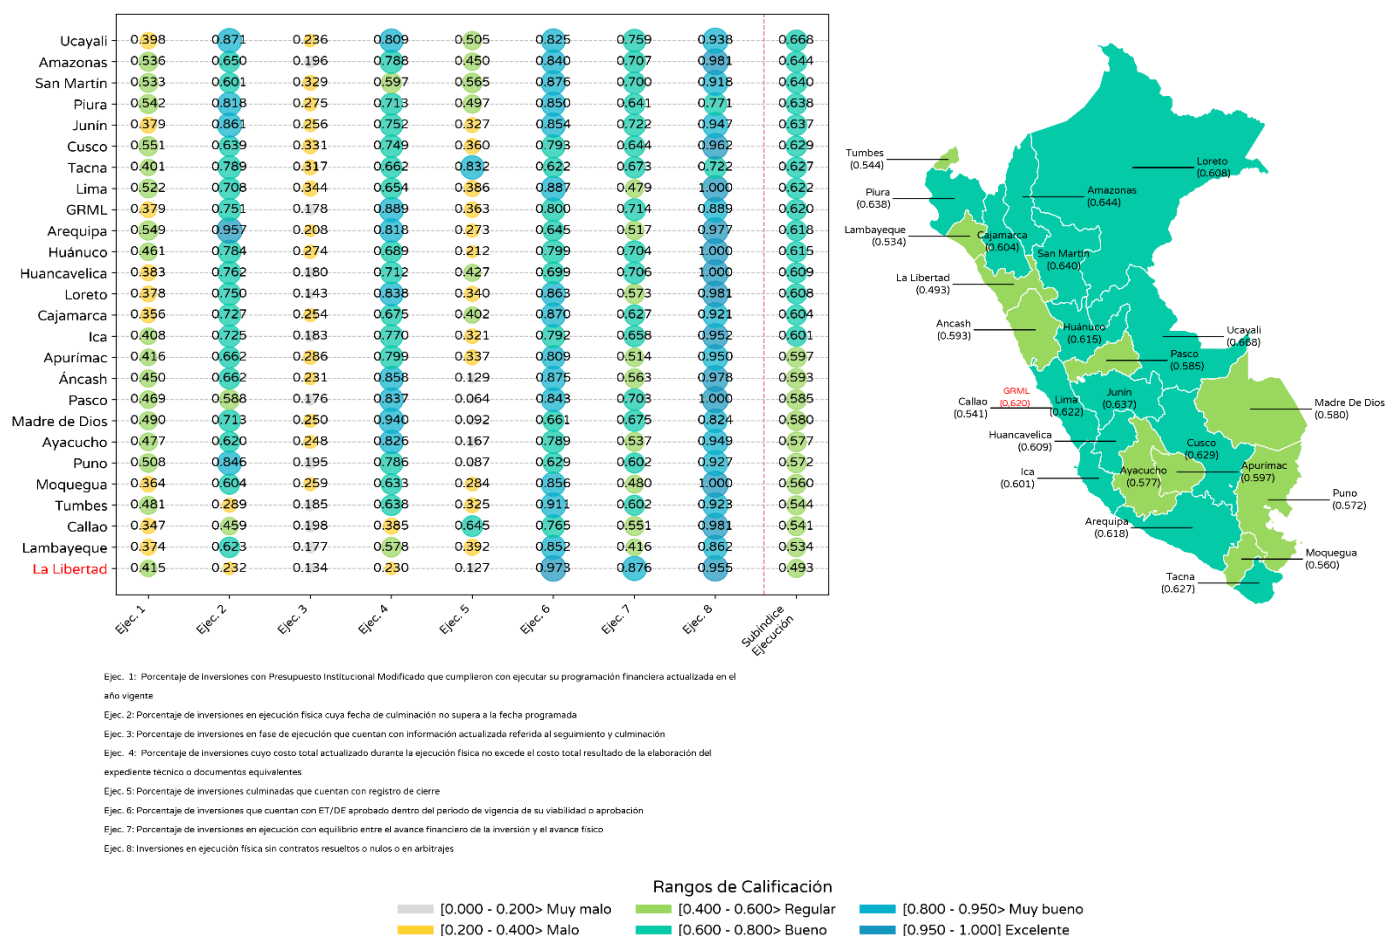 Ucayali 0.398 0.871 0.236 0.809 0.505 0.825 0.759 0.938 0.668
Amazonas 0.536 0.650 0.196 0.788 0.450 0.840 0.707 0.981 0.644
San Martín 0.533 0.601 0.329 0.597 0.565 0.876 0.700 0.918 0.640
Piura 0.542 0.818 0.275 0.713 0.497 0.850 0.641 0.771 0.638
Junín 0.379 0.861 0.256 0.752 0.327 0.854 0.722 0.947 0.637
Cusco 0.551 0.639 0.331 0.749 0.360 0.793 0.644 0.962 0.629
Tacna 0.401 0.789 0.317 0.662 0.832 0.622 0.673 0.722 0.627
Lima 0.522 0.708 0.344 0.654 0.386 0.887 0.479 1.000 0.622
GRML 0.379 0.751 0.178 0.889 0.363 0.800 0.714 0.889 0.620
Arequipa 0.549 0.957 0.208 0.818 0.273 0.645 0.517 0.977 0.618
Huánuco 0.461 0.784 0.274 0.689 0.212 0.799 0.704 1.000 0.615
Huancavelica 0.383 0.762 0.180 0.712 0.427 0.699 0.706 1.000 0.609
Loreto 0.378 0.750 0.143 0.838 0.340 0.863 0.573 0.981 0.608
Cajamarca 0.356 0.727 0.254 0.675 0.402 0.870 0.627 0.921 0.604
Ica 0.408 0.725 0.183 0.770 0.321 0.792 0.658 0.952 0.601
Apurímac 0.416 0.662 0.286 0.799 0.337 0.809 0.514 0.950 0.597
Áncash 0.450 0.662 0.231 0.858 0.129 0.875 0.563 0.978 0.593
Pasco 0.469 0.588 0.176 0.837 0.064 0.843 0.703 1.000 0.585
Madre de Dios 0.490 0.713 0.250 0.940 0.092 0.661 0.675 0.824 0.580
Ayacucho 0.477 0.620 0.248 0.826 0.167 0.789 0.537 0.949 0.577
Puno 0.508 0.846 0.195 0.786 0.087 0.629 0.602 0.927 0.572
Moquegua 0.364 0.604 0.259 0.633 0.284 0.856 0.480 1.000 0.560
Tumbes 0.481 0.289 0.185 0.638 0.325 0.911 0.602 0.923 0.544
Callao 0.347 0.459 0.198 0.385 0.645 0.765 0.551 0.981 0.541
Lambayeque 0.374 0.623 0.177 0.578 0.392 0.852 0.416 0.862 0.534
La Libertad 0.415 0.232 0.134 0.230 0.127 0.973 0.876 0.955 0.493
Ejec. 1 Ejec. 2 Ejec. 3 Ejec. 4 Ejec. 5 Ejec. 6 Ejec. 7 Ejec. 8 Subíndice
Ejecución
Tumbes
(0.544)
Loreto
(0.608)
Piura
(0.638)
Amazonas
(0.644)
Lambayeque
(0.534)
Cajamarca
(0.604)
San Martín
(0.640)
La Libertad
(0.493)
Ancash
(0.593)
Huánuco
(0.615)
Ucayali
(0.668)
Pasco
(0.585)
GRML
(0.620)
Callao
(0.541)
Lima
(0.622)
Junín
(0.637)
Madre De Dios
(0.580)
Huancavelica
(0.609)
Cusco
(0.629)
Ica
(0.601)
Ayacucho
(0.577)
Apurímac
(0.597)
Puno
(0.572)
Arequipa
(0.618)
Moquegua
(0.560)
Tacna
(0.627)
Ejec. 1: Porcentaje de inversiones con Presupuesto Institucional Modificado que cumplieron con ejecutar su programación financiera actualizada en el
año vigente
Ejec. 2: Porcentaje de inversiones en ejecución física cuya fecha de culminación no supera a la fecha programada
Ejec. 3: Porcentaje de inversiones en fase de ejecución que cuentan con información actualizada referida al seguimiento y culminación
Ejec. 4: Porcentaje de inversiones cuyo costo total actualizado durante la ejecución física no excede el costo total resultado de la elaboración del
expediente técnico o documentos equivalentes
Ejec. 5: Porcentaje de inversiones culminadas que cuentan con registro de cierre
Ejec. 6: Porcentaje de inversiones que cuentan con ET/DE aprobado dentro del periodo de vigencia de su viabilidad o aprobación
Ejec. 7: Porcentaje de inversiones en ejecución con equilibrio entre el avance financiero de la inversión y el avance físico
Ejec. 8: Inversiones en ejecución física sin contratos resueltos o nulos o en arbitrajes
Rangos de Calificación
[0.000 - 0.200> Muy malo [0.400 - 0.600> Regular [0.800 - 0.950> Muy bueno
[0.200 - 0.400> Malo [0.600 - 0.800> Bueno [0.950 - 1.000] Excelente